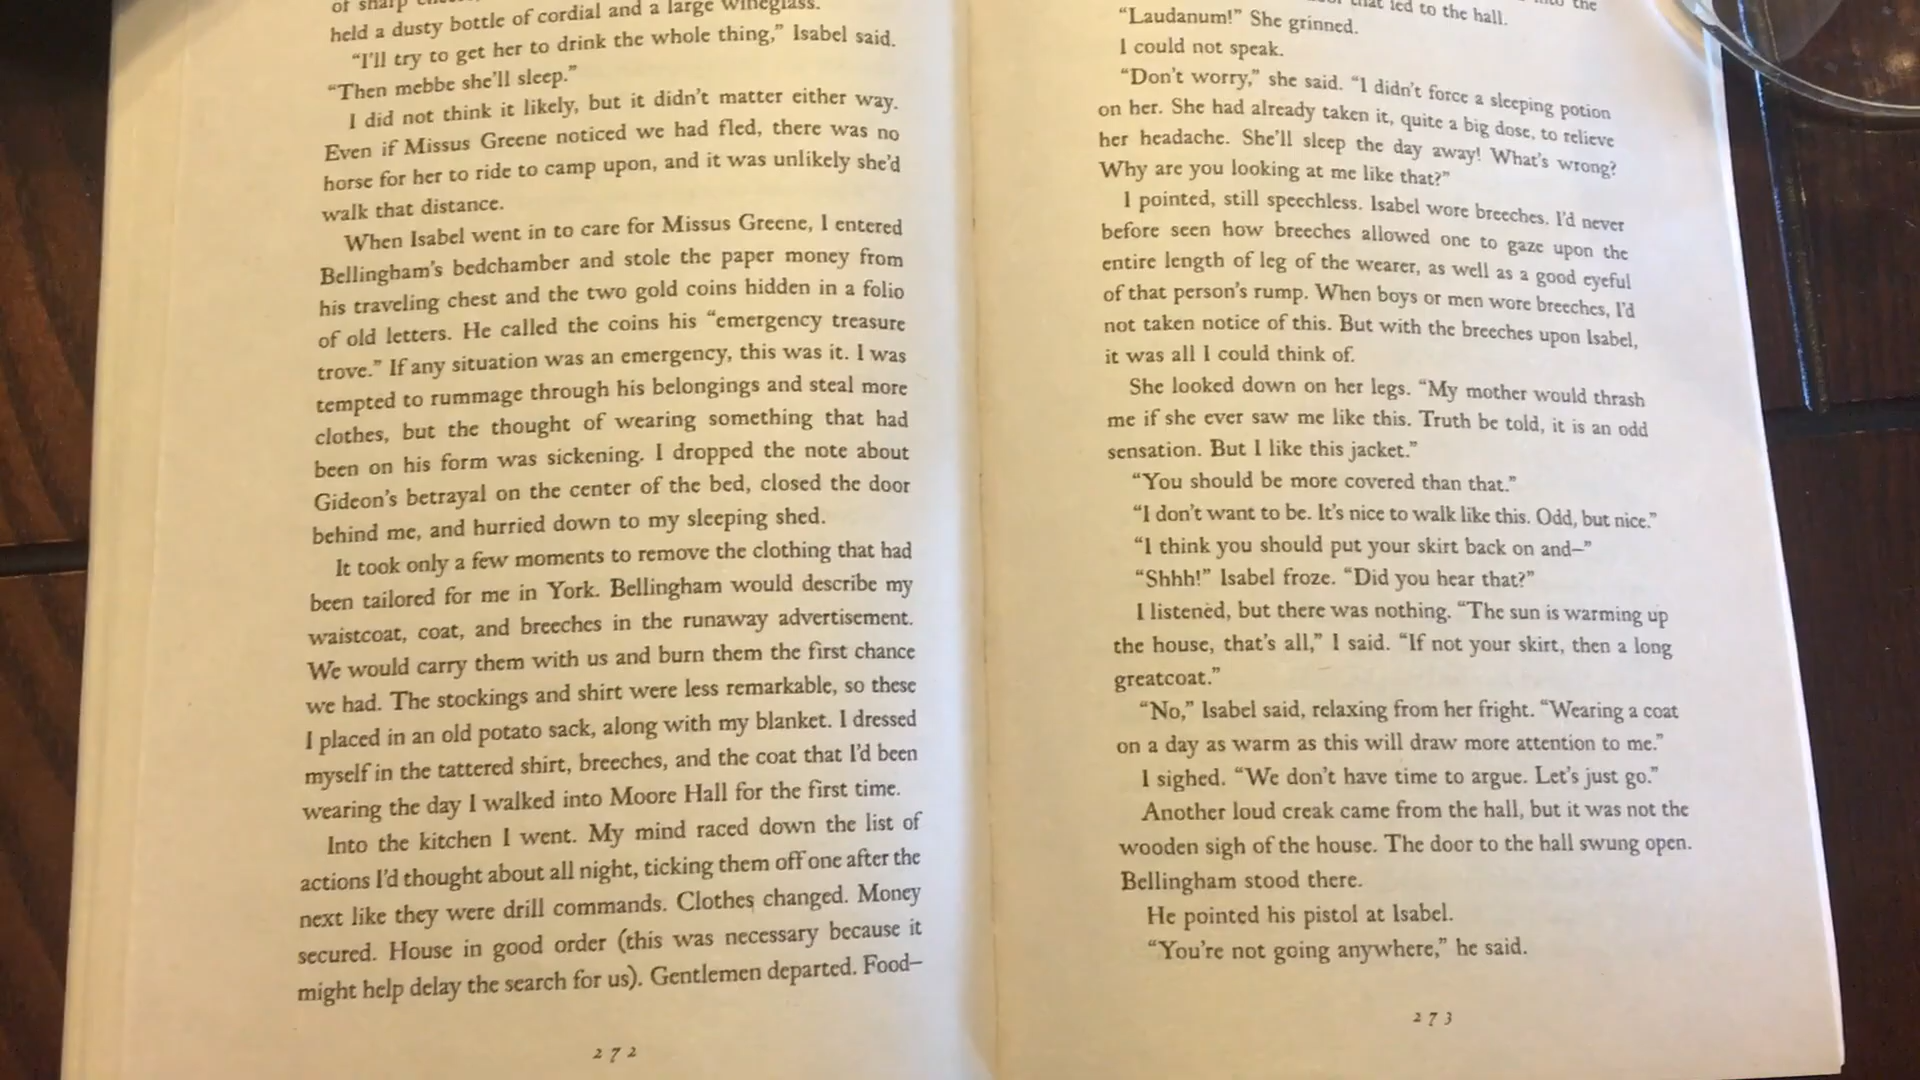 of sharp
held a dusty bottle of cordial and a large wineglass.
“I’ll try to get her to drink the whole thing,” Isabel said.
“Then mebbe she’ll sleep.”
I did not think it likely, but it didn’t matter either way.
Even if Missus Greene noticed we had fled, there was no
horse for her to ride to camp upon, and it was unlikely she’d
walk that distance.
When Isabel went in to care for Missus Greene, I entered
Bellingham’s bedchamber and stole the paper money from
his traveling chest and the two gold coins hidden in a folio
of old letters. He called the coins his “emergency treasure
trove.” If any situation was an emergency, this was it. I was
tempted to rummage through his belongings and steal more
clothes, but the thought of wearing something that had
been on his form was sickening. I dropped the note about
Gideon’s betrayal on the center of the bed, closed the door
behind me, and hurried down to my sleeping shed.
It took only a few moments to remove the clothing that had
been tailored for me in York. Bellingham would describe my
waistcoat, coat, and breeches in the runaway advertisement.
We would carry them with us and burn them the first chance
we had. The stockings and shirt were less remarkable, so these
I placed in an old potato sack, along with my blanket. I dressed
myself in the tattered shirt, breeches, and the coat that I’d been
wearing the day I walked into Moore Hall for the first time.
Into the kitchen I went. My mind raced down the list of
actions I’d thought about all night, ticking them off one after the
next like they were drill commands. Clothes changed. Money
secured. House in good order (this was necessary because it
might help delay the search for us). Gentlemen departed. Food—
272
into the
that led to the hall.
“Laudanum!” She grinned.
I could not speak.
“Don’t worry,” she said. “I didn’t force a sleeping potion
on her. She had already taken it, quite a big dose, to relieve
her headache. She’ll sleep the day away! What’s wrong?
Why are you looking at me like that?”
I pointed, still speechless. Isabel wore breeches. I’d never
before seen how breeches allowed one to gaze upon the
entire length of leg of the wearer, as well as a good eyeful
of that person’s rump. When boys or men wore breeches, I’d
not taken notice of this. But with the breeches upon Isabel,
it was all I could think of.
She looked down on her legs. “My mother would thrash
me if she ever saw me like this. Truth be told, it is an odd
sensation. But I like this jacket.”
“You should be more covered than that.”
“I don’t want to be. It’s nice to walk like this. Odd, but nice.”
“I think you should put your skirt back on and—”
“Shhh!” Isabel froze. “Did you hear that?”
I listened, but there was nothing. “The sun is warming up
the house, that’s all,” I said. “If not your skirt, then a long
greatcoat.”
“No,” Isabel said, relaxing from her fright. “Wearing a coat
on a day as warm as this will draw more attention to me.”
I sighed. “We don’t have time to argue. Let’s just go.”
Another loud creak came from the hall, but it was not the
wooden sigh of the house. The door to the hall swung open.
Bellingham stood there.
He pointed his pistol at Isabel.
“You’re not going anywhere,” he said.
273